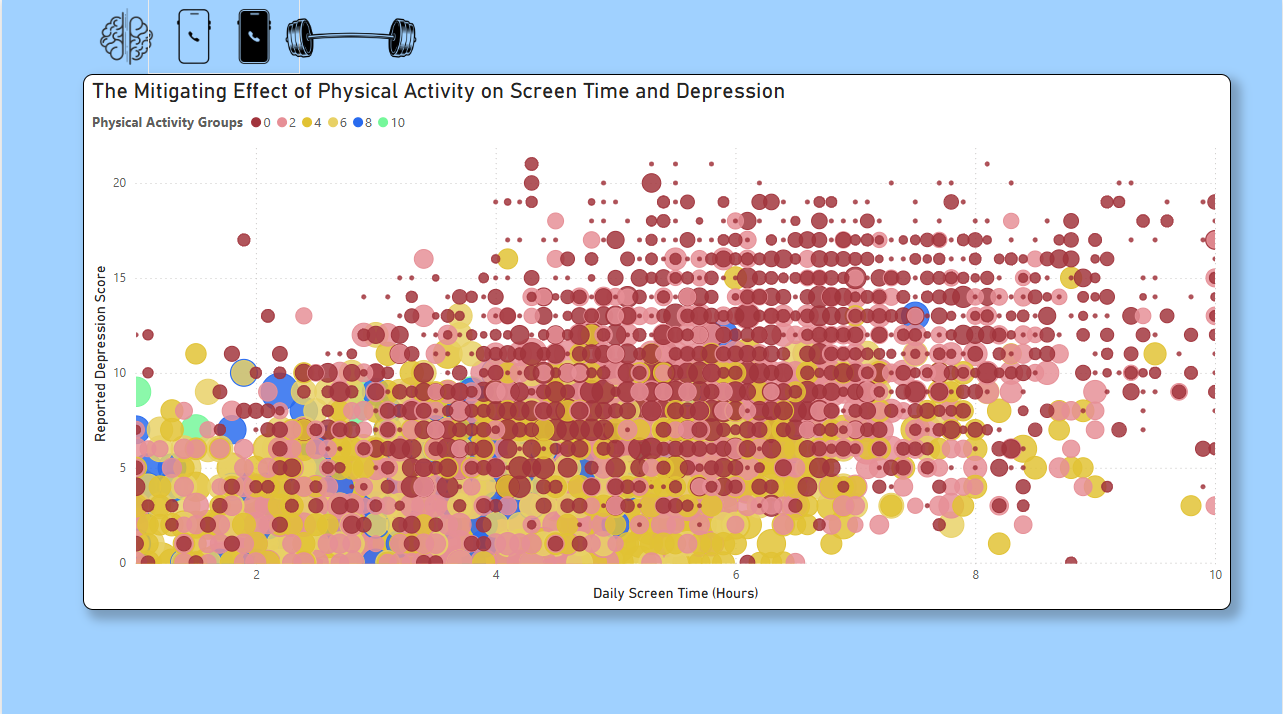 The Mitigating Effect of Physical Activity on Screen Time and Depression
Physical Activity Groups 0 2 4 6 8 10
20
15
10
5
0
Reported Depression Score
2 4 6 8 10
Daily Screen Time (Hours)